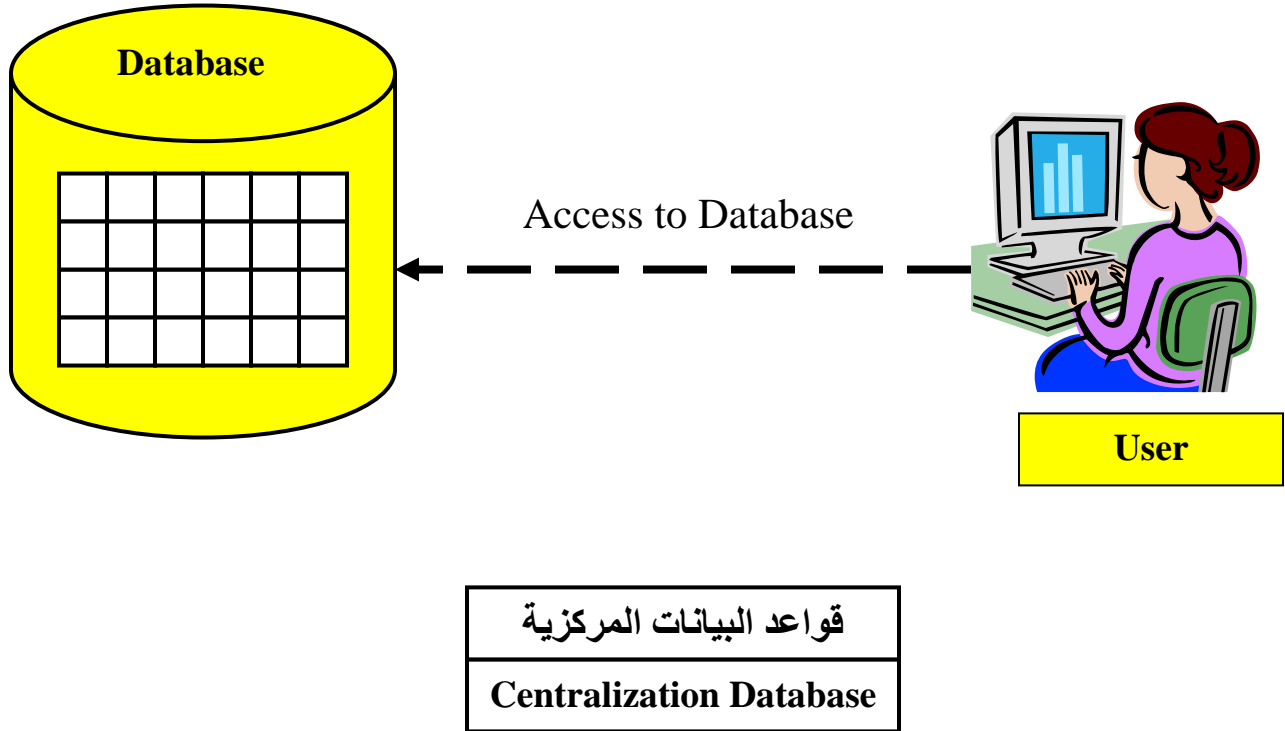 Database
Access to Database
User
قواعد البيانات المركزية
Centralization Database